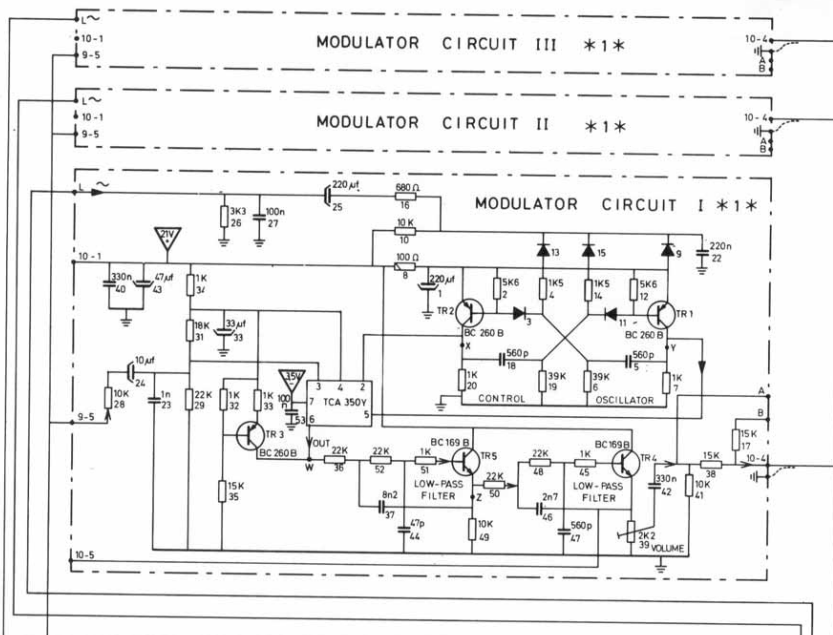 L~
10-1
9-5
MODULATOR CIRCUIT III *1*
10-4
A
B
L~
10-1
9-5
MODULATOR CIRCUIT II *1*
10-4
A
B
L ~
220µf
25
680Ω
16
MODULATOR CIRCUIT I *1*
3K3
26
100n
27
10K
10
21V
13
15
9
220n
22
10-1
100Ω
8
330n
40
47µf
43
1K
34
220µf
1
5K6
2
1K5
4
1K5
14
5K6
12
TR2
3
11
TR1
BC 260 B
BC 260B
18K
31
33µf
33
X
560p
18
560p
5
Y
10µf
24
1K
20
39K
19
39K
6
1K
7
A
10K
28
1n
23
22K
29
1K
32
1K
33
35V
100n
53
3 4 2
7 TCA 350Y
6
5
CONTROL OSCILLATOR
B
9-5
TR 3
BC 260 B
OUT
W
22K
36
22K
52
1K
51
BC 169 B
TR5
LOW-PASS
FILTER
Z
22K
50
22K
48
1K
45
BC169 B
TR4
LOW-PASS
FILTER
15K
17
15K
38
10-4
330n
42
10K
41
15K
35
8n2
37
47p
44
10K
49
2n7
46
560p
47
2K2
39
VOLUME
10-5